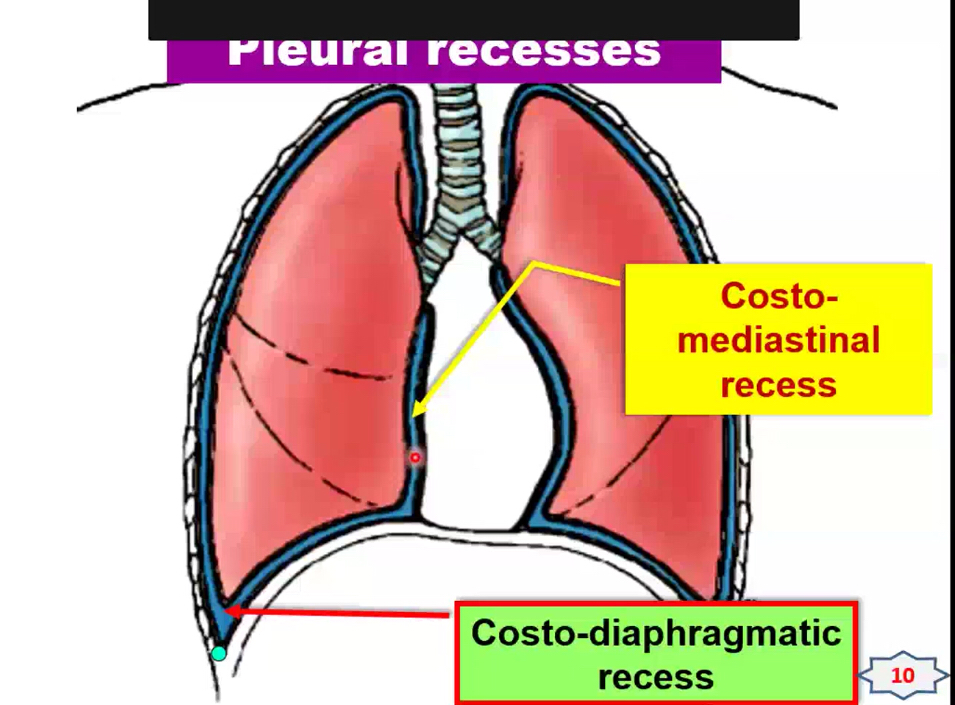 Pleural recesses
Costo-
mediastinal
recess
Costo-diaphragmatic
recess
10